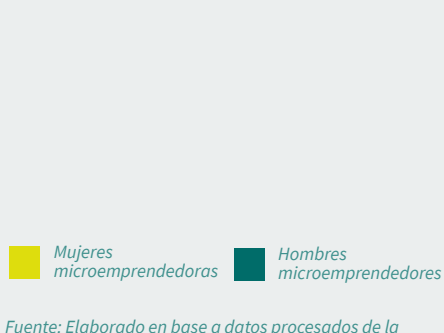 Mujeres
microemprendedoras
Hombres
microemprendedores
Fuente: Elaborado en base a datos procesados de la